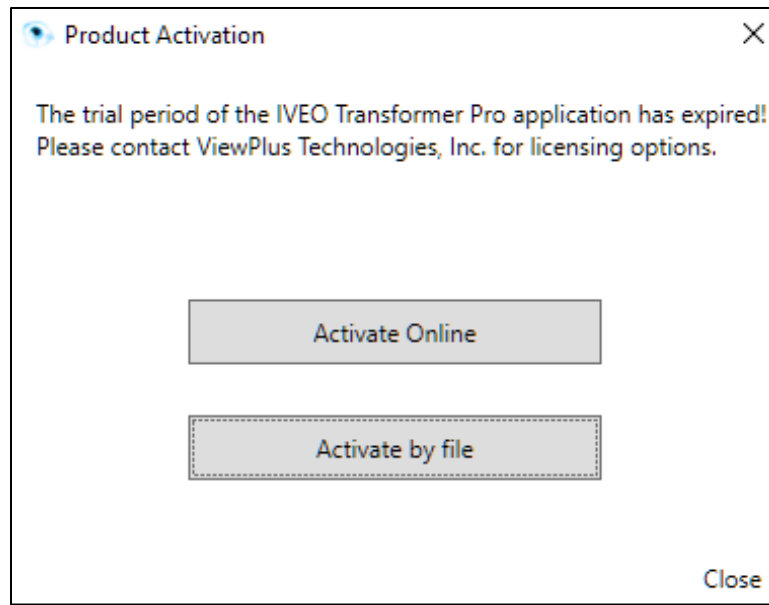 Product Activation
The trial period of the IVEO Transformer Pro application has expired!
Please contact ViewPlus Technologies, Inc. for licensing options.
Activate Online
Activate by file
Close